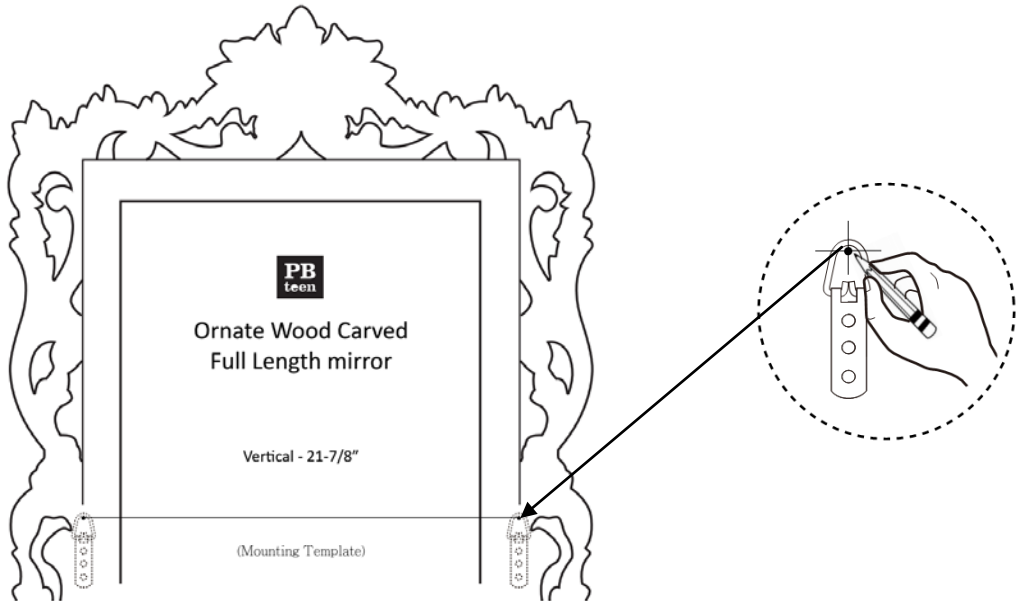 PB
teen
Ornate Wood Carved
Full Length mirror
Vertical - 21-7/8”
(Mounting Template)